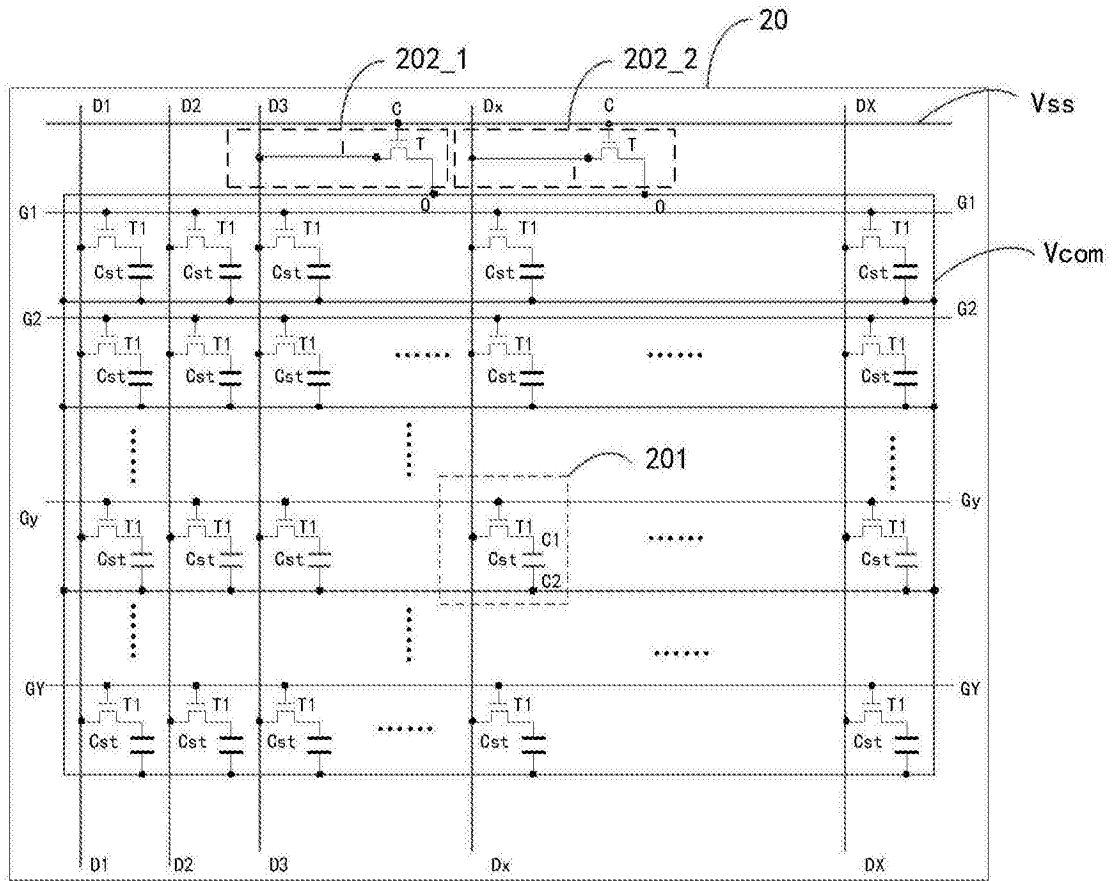 20
202_1 202_2
D1 D2 D3 C Dx C DX Vss
T T
O O
G1 G1
T1 T1 T1 T1 T1
Vcom
Cst Cst Cst Cst Cst
G2 G2
T1 T1 T1 T1 T1
Cst Cst Cst Cst Cst
201
Gy Gy
T1 T1 T1 T1 T1
C1
Cst Cst Cst Cst Cst
C2
GY GY
T1 T1 T1 T1 T1
Cst Cst Cst Cst Cst
D1 D2 D3 Dx DX